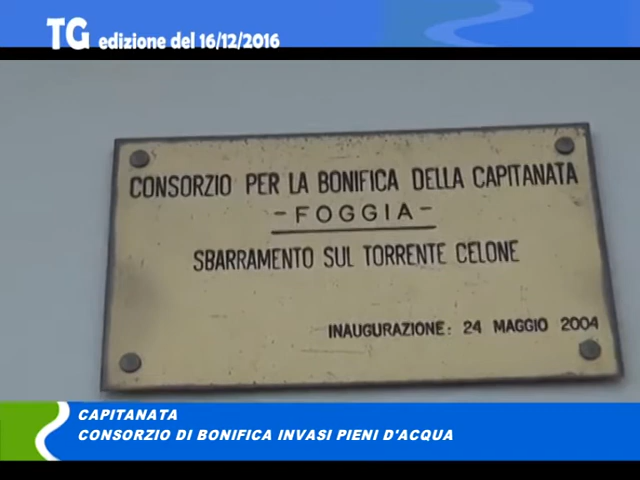 TG edizione del 16/12/2016
CONSORZIO PER LA BONIFICA DELLA CAPITANATA
- FOGGIA -
SBARRAMENTO SUL TORRENTE CELONE
INAUGURAZIONE: 24 MAGGIO 2004
CAPITANATA
CONSORZIO DI BONIFICA INVASI PIENI D'ACQUA